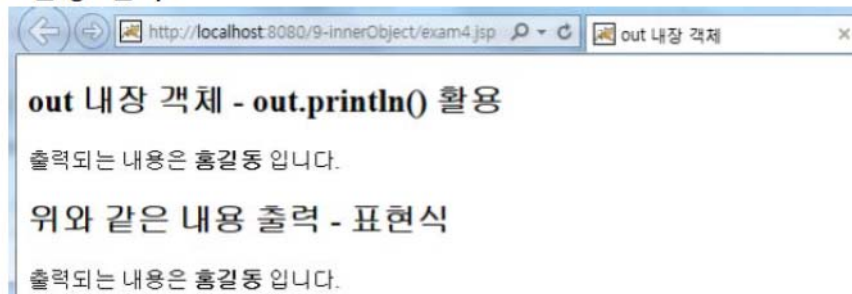 http://localhost:8080/9-innerObject/exam4.jsp
out 내장 객체
out 내장 객체 - out.println() 활용
출력되는 내용은 홍길동 입니다.
위와 같은 내용 출력 - 표현식
출력되는 내용은 홍길동 입니다.